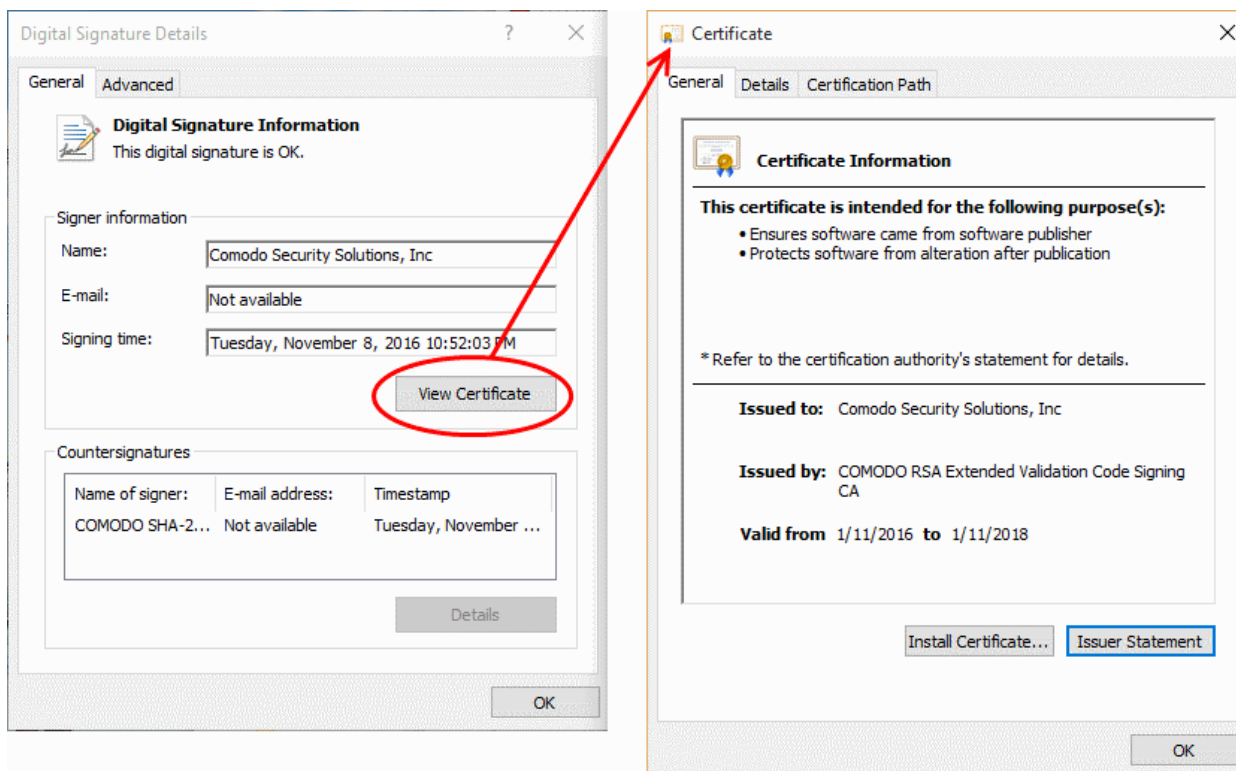 Digital Signature Details
General Advanced
Digital Signature Information
This digital signature is OK.
Signer information
Name: Comodo Security Solutions, Inc
E-mail: Not available
Signing time: Tuesday, November 8, 2016 10:52:03 PM
View Certificate
Countersignatures
Name of signer: E-mail address: Timestamp
COMODO SHA-2... Not available Tuesday, November ...
Details
OK
Certificate
General Details Certification Path
Certificate Information
This certificate is intended for the following purpose(s):
• Ensures software came from software publisher
• Protects software from alteration after publication
* Refer to the certification authority's statement for details.
Issued to: Comodo Security Solutions, Inc
Issued by: COMODO RSA Extended Validation Code Signing
CA
Valid from 1/11/2016 to 1/11/2018
Install Certificate... Issuer Statement
OK